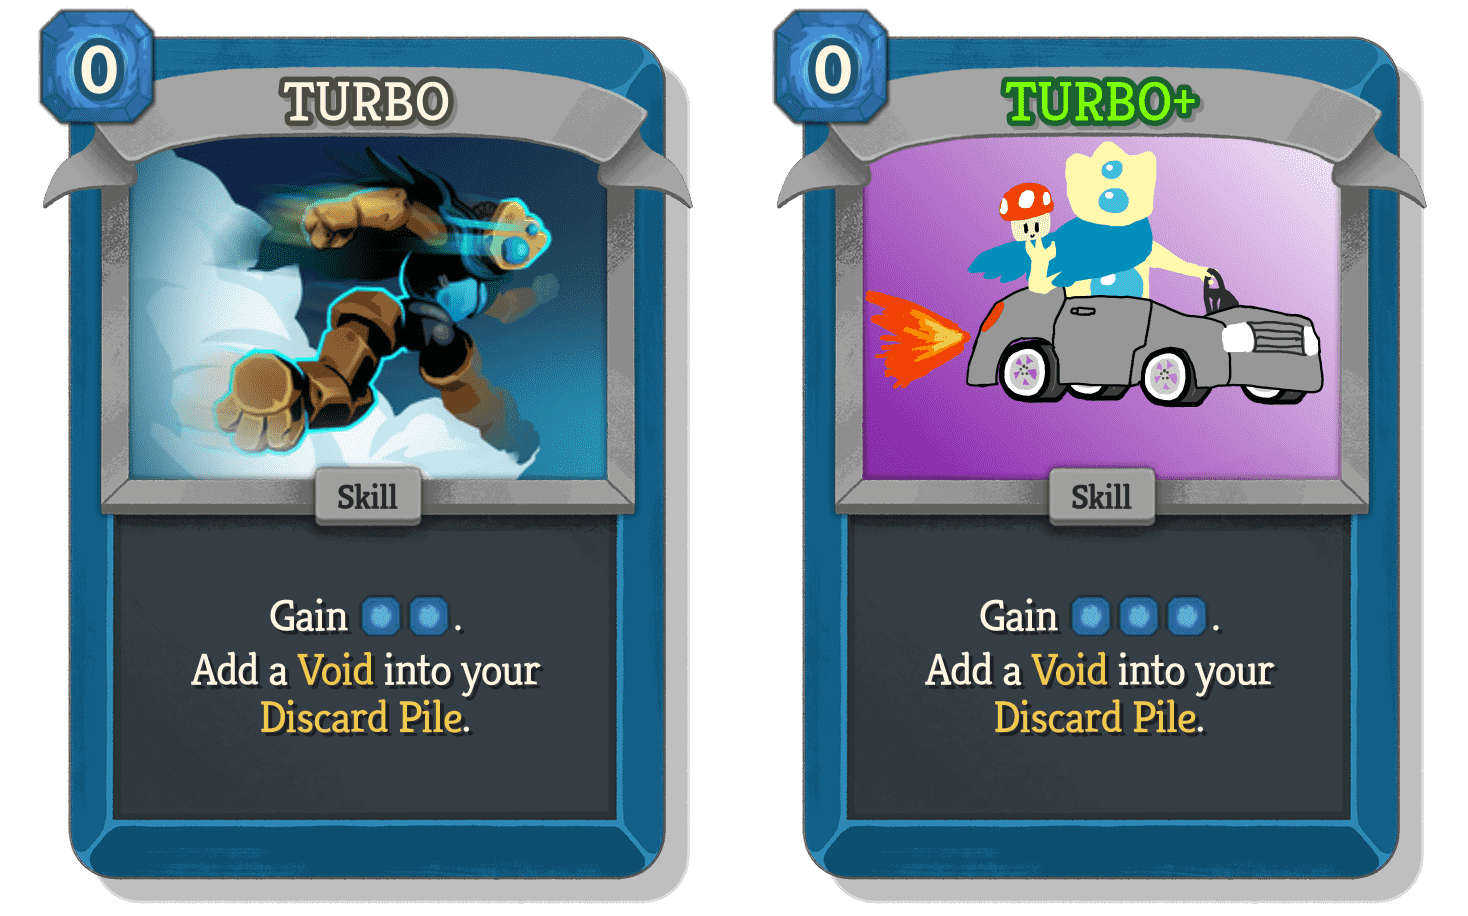 0
TURBO
Skill
Gain .
Add a Void into your
Discard Pile.
0
TURBO+
Skill
Gain .
Add a Void into your
Discard Pile.